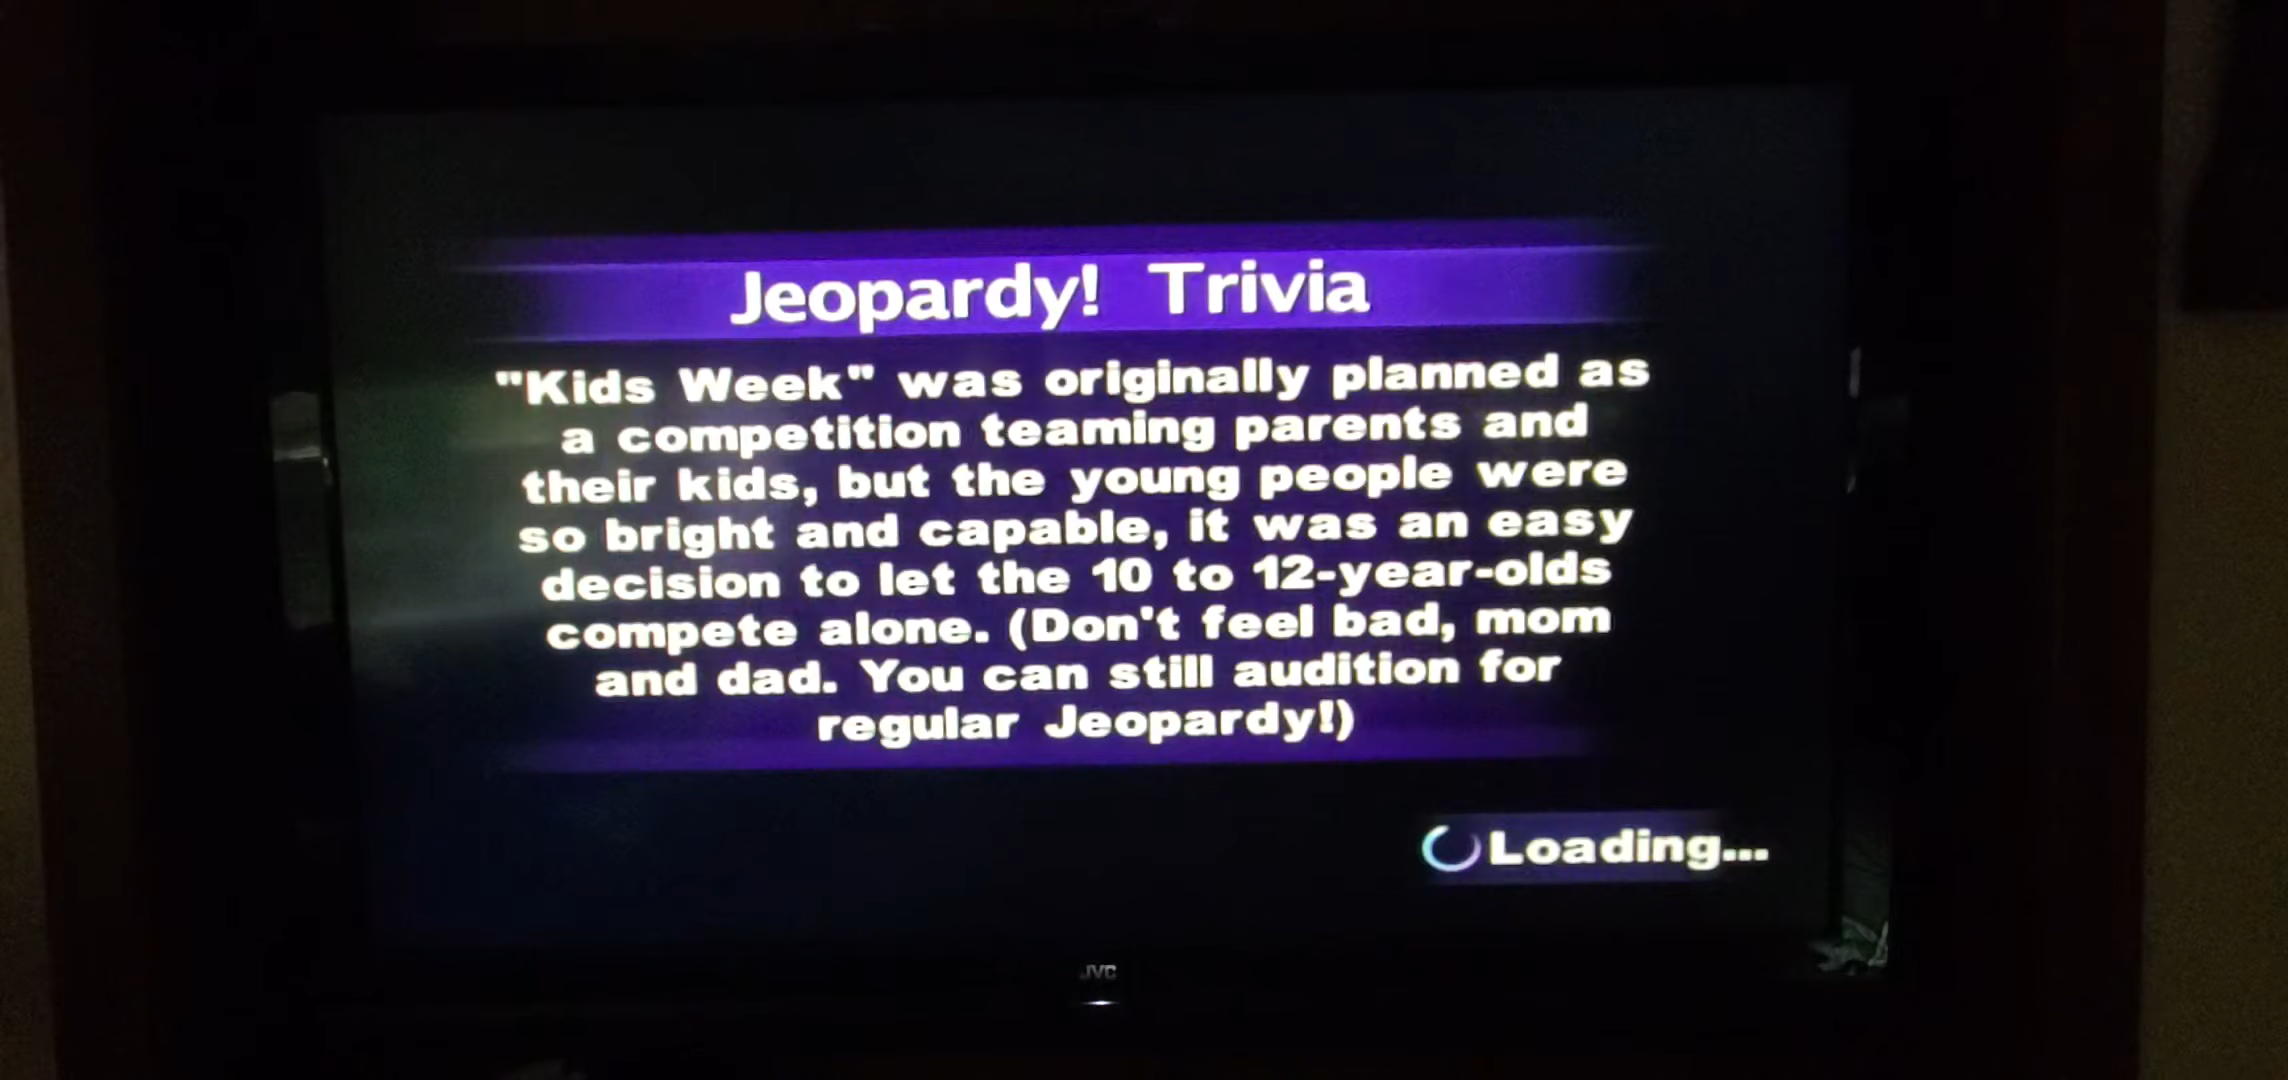 Jeopardy! Trivia
"Kids Week" was originally planned as
a competition teaming parents and
their kids, but the young people were
so bright and capable, it was an easy
decision to let the 10 to 12-year-olds
compete alone. (Don't feel bad, mom
and dad. You can still audition for
regular Jeopardy!)
Loading...
JVC